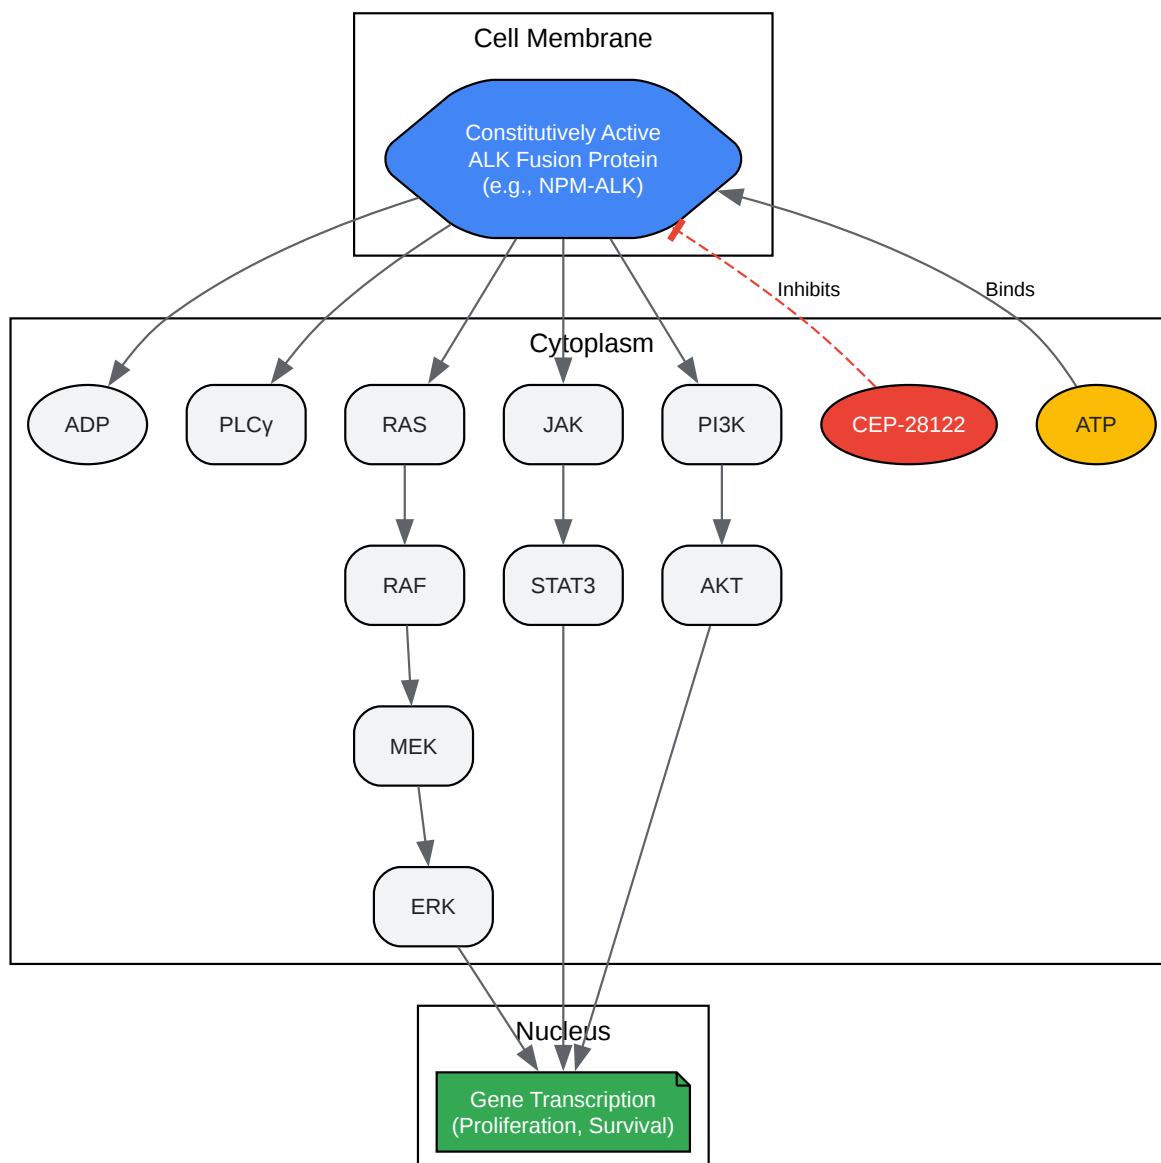 Cell Membrane
Constitutively Active
ALK Fusion Protein
(e.g., NPM-ALK)
Inhibits
Binds
Cytoplasm
ADP
PLCγ
RAS
JAK
PI3K
CEP-28122
ATP
RAF
STAT3
AKT
MEK
ERK
Nucleus
Gene Transcription
(Proliferation, Survival)